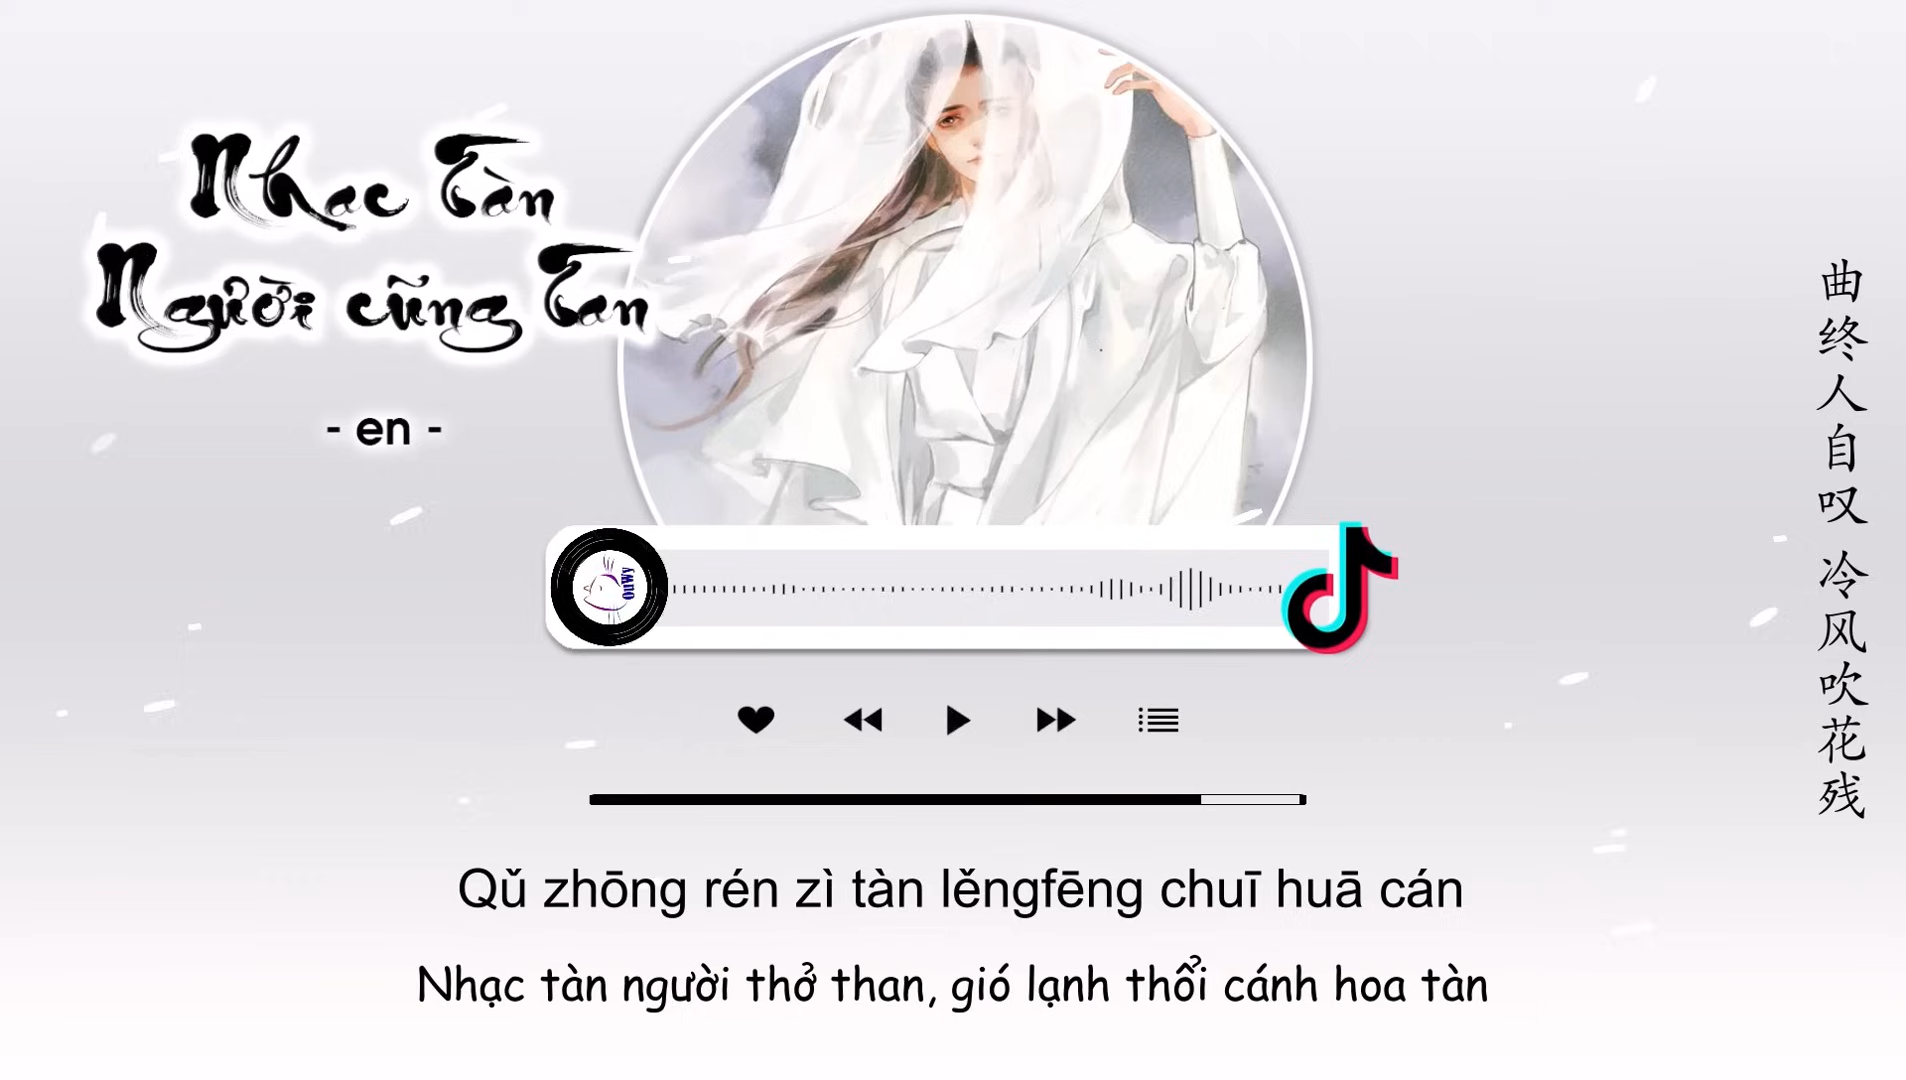 Nhạc Tàn
Người cũng Tan
- en -
曲终人自叹 冷风吹花残
OuWy
Qǔ zhōng rén zì tàn lěngfēng chuī huā cán
Nhạc tàn người thở than, gió lạnh thổi cánh hoa tàn